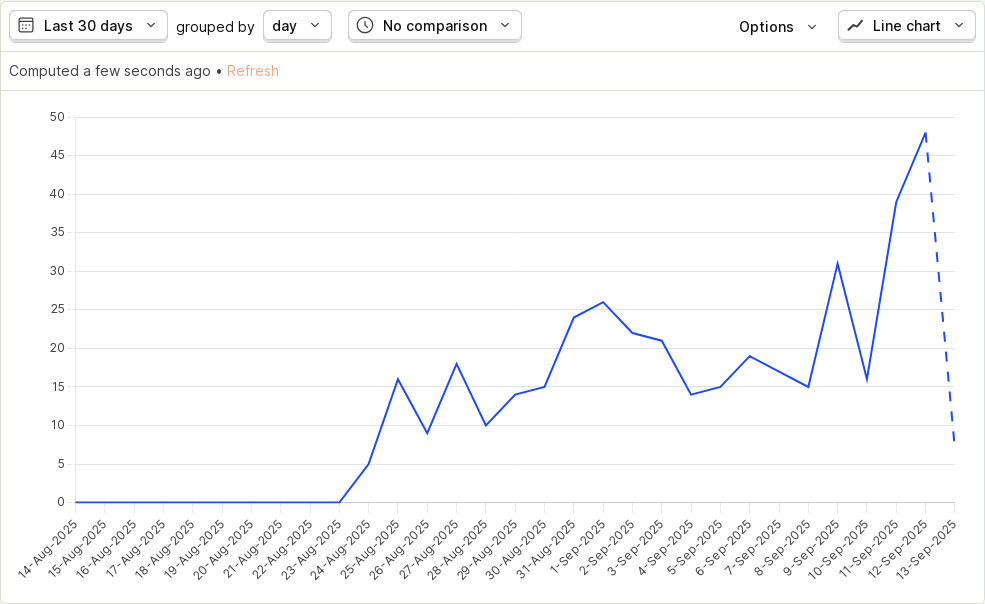 Last 30 days grouped by day No comparison Options Line chart
Computed a few seconds ago • Refresh
50
45
40
35
30
25
20
15
10
5
0
14-Aug-2025
15-Aug-2025
16-Aug-2025
17-Aug-2025
18-Aug-2025
19-Aug-2025
20-Aug-2025
21-Aug-2025
22-Aug-2025
23-Aug-2025
24-Aug-2025
25-Aug-2025
26-Aug-2025
27-Aug-2025
28-Aug-2025
29-Aug-2025
30-Aug-2025
31-Aug-2025
1-Sep-2025
2-Sep-2025
3-Sep-2025
4-Sep-2025
5-Sep-2025
6-Sep-2025
7-Sep-2025
8-Sep-2025
9-Sep-2025
10-Sep-2025
11-Sep-2025
12-Sep-2025
13-Sep-2025